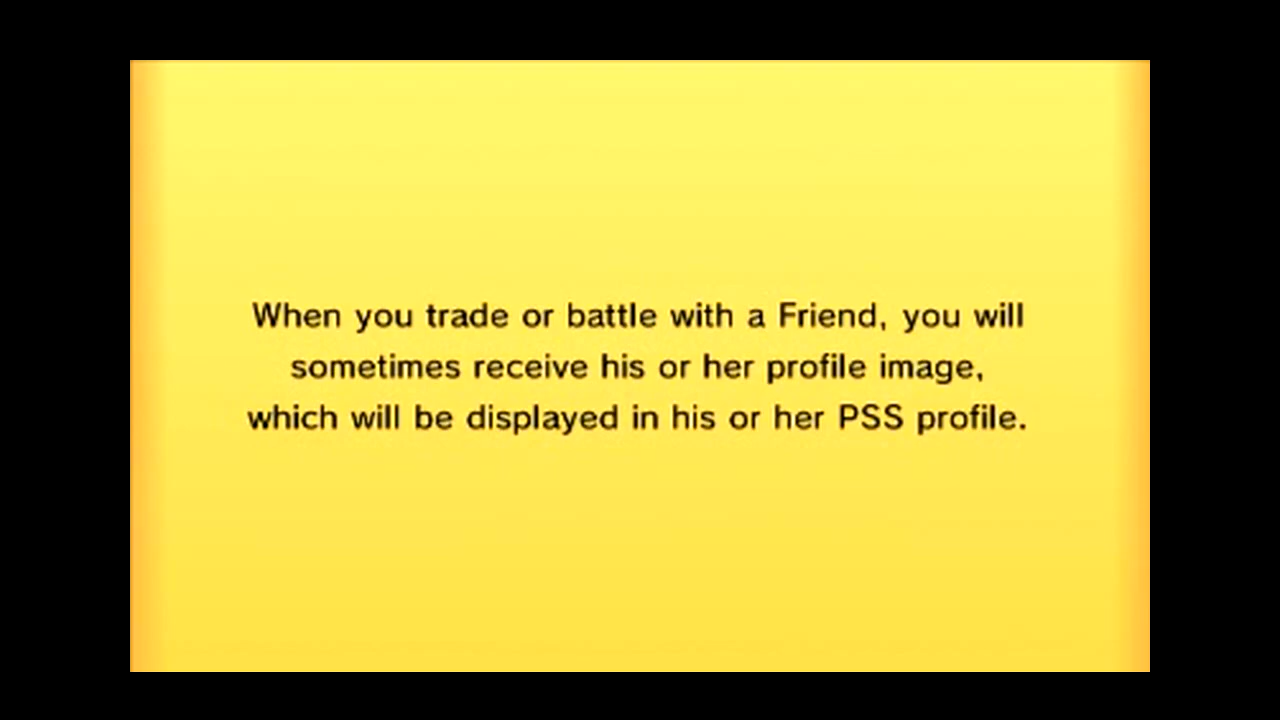 When you trade or battle with a Friend, you will
sometimes receive his or her profile image,
which will be displayed in his or her PSS profile.